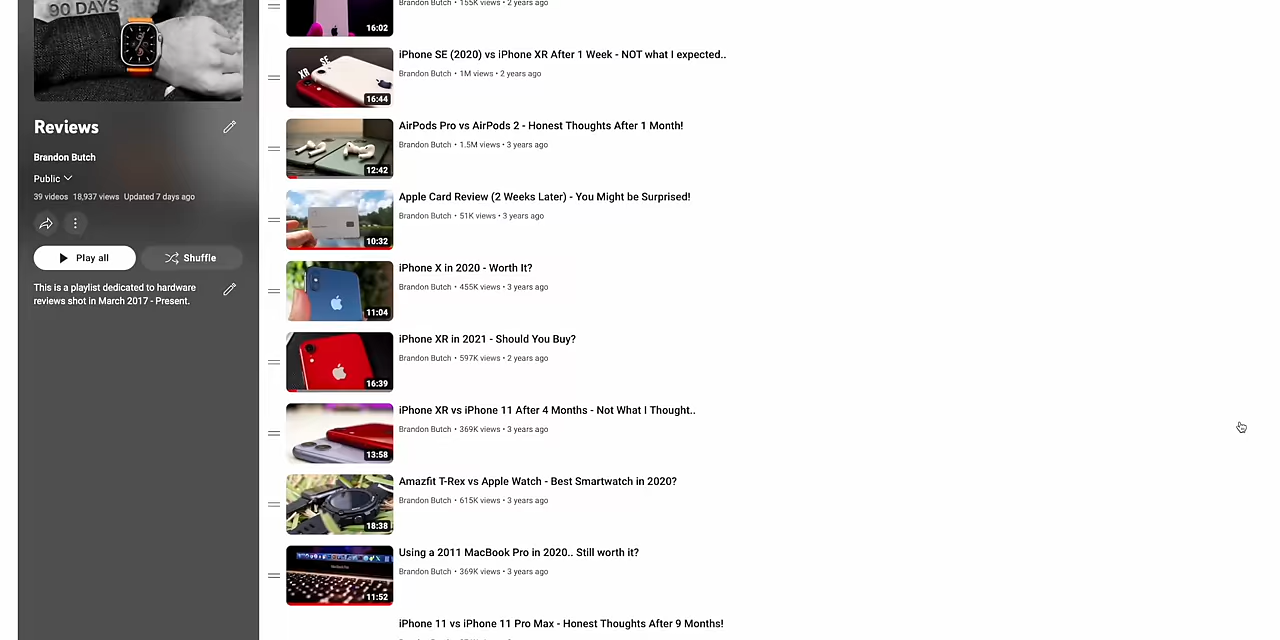 90 DAYS
Reviews
Brandon Butch
Public
39 videos 18,937 views Updated 7 days ago
Play all
Shuffle
This is a playlist dedicated to hardware
reviews shot in March 2017 - Present.
Brandon Butch • 155K views • 2 years ago
16:02
iPhone SE (2020) vs iPhone XR After 1 Week - NOT what I expected..
Brandon Butch • 1M views • 2 years ago
XR SE
16:44
AirPods Pro vs AirPods 2 - Honest Thoughts After 1 Month!
Brandon Butch • 1.5M views • 3 years ago
12:42
Apple Card Review (2 Weeks Later) - You Might be Surprised!
Brandon Butch • 51K views • 3 years ago
10:32
iPhone X in 2020 - Worth It?
Brandon Butch • 455K views • 3 years ago
11:04
iPhone XR in 2021 - Should You Buy?
Brandon Butch • 597K views • 2 years ago
16:39
iPhone XR vs iPhone 11 After 4 Months - Not What I Thought..
Brandon Butch • 369K views • 3 years ago
13:58
Amazfit T-Rex vs Apple Watch - Best Smartwatch in 2020?
Brandon Butch • 615K views • 3 years ago
18:38
Using a 2011 MacBook Pro in 2020.. Still worth it?
Brandon Butch • 369K views • 3 years ago
11:52
iPhone 11 vs iPhone 11 Pro Max - Honest Thoughts After 9 Months!